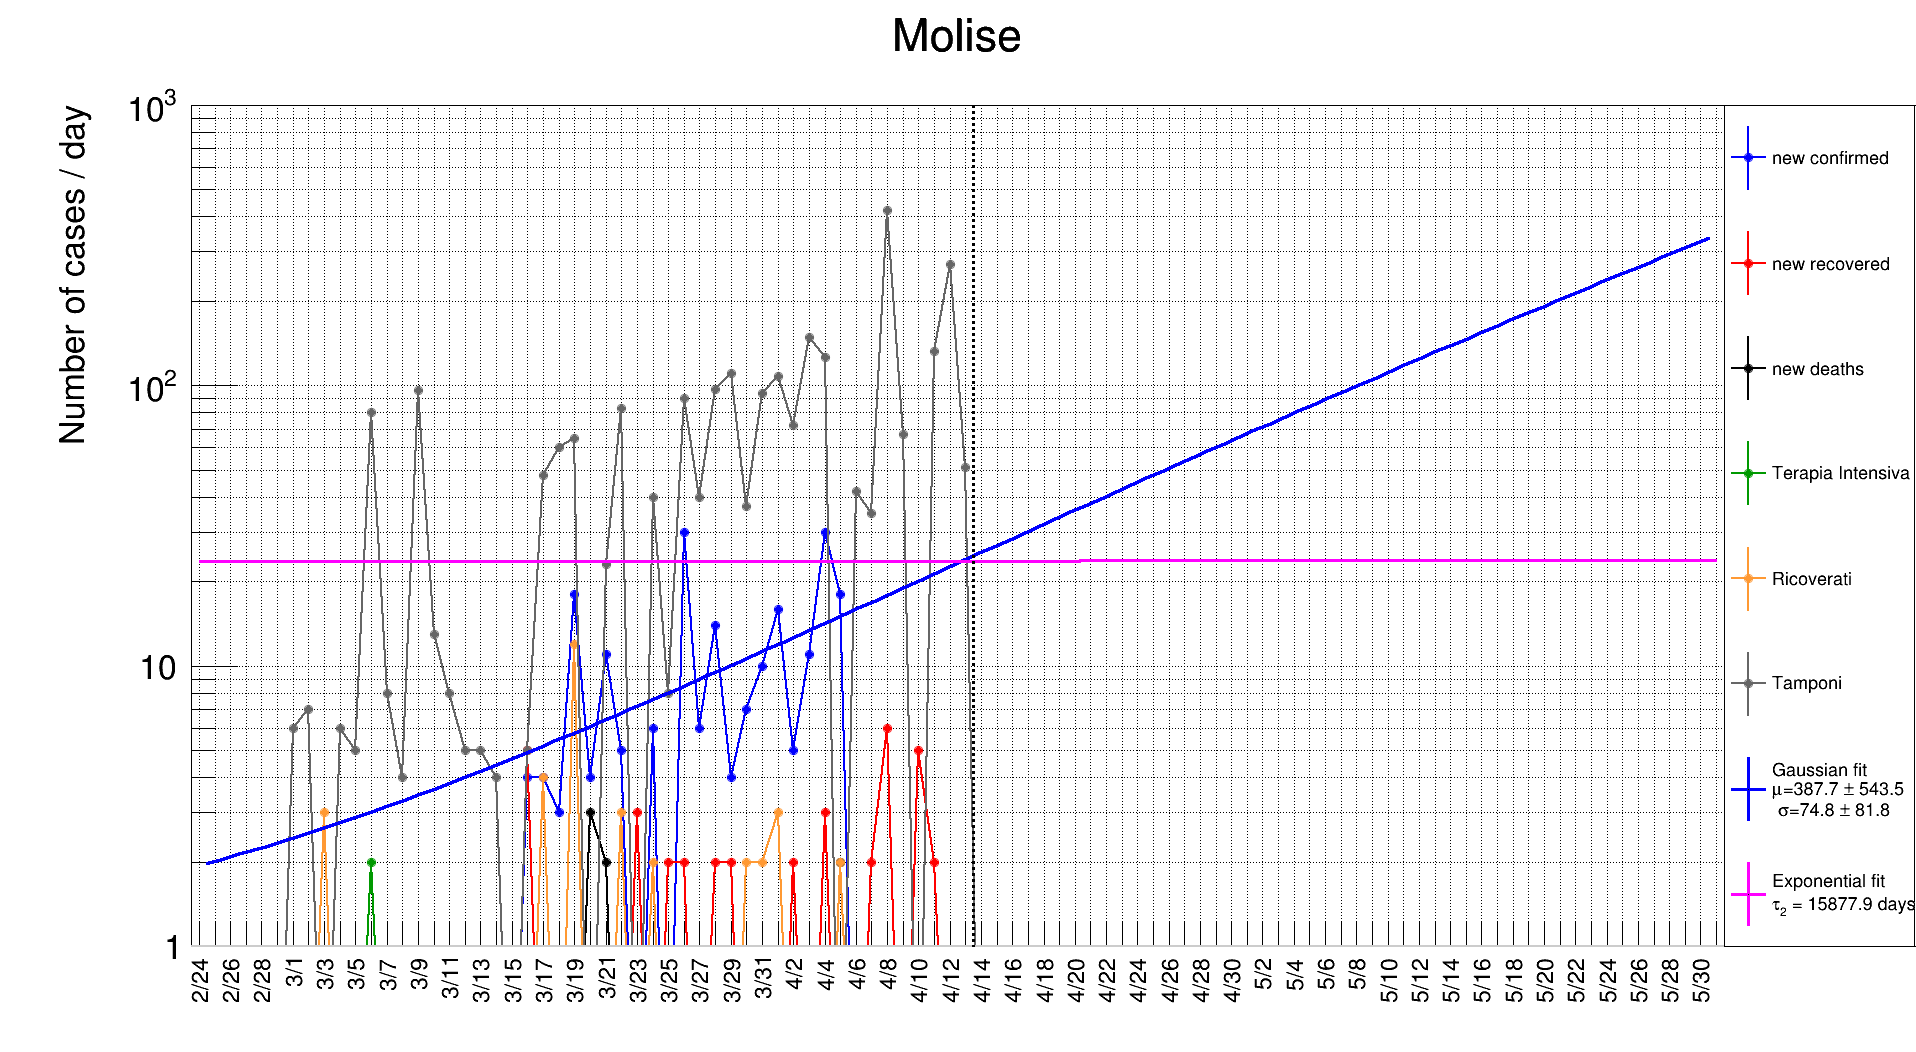 Molise
Number of cases / day
10³
10²
10
1
2/24 2/26 2/28 3/1 3/3 3/5 3/7 3/9 3/11 3/13 3/15 3/17 3/19 3/21 3/23 3/25 3/27 3/29 3/31 4/2 4/4 4/6 4/8 4/10 4/12 4/14 4/16 4/18 4/20 4/22 4/24 4/26 4/28 4/30 5/2 5/4 5/6 5/8 5/10 5/12 5/14 5/16 5/18 5/20 5/22 5/24 5/26 5/28 5/30
new confirmed
new recovered
new deaths
Terapia Intensiva
Ricoverati
Tamponi
Gaussian fit
μ=387.7 ± 543.5
σ=74.8 ± 81.8
Exponential fit
τ₂ = 15877.9 days